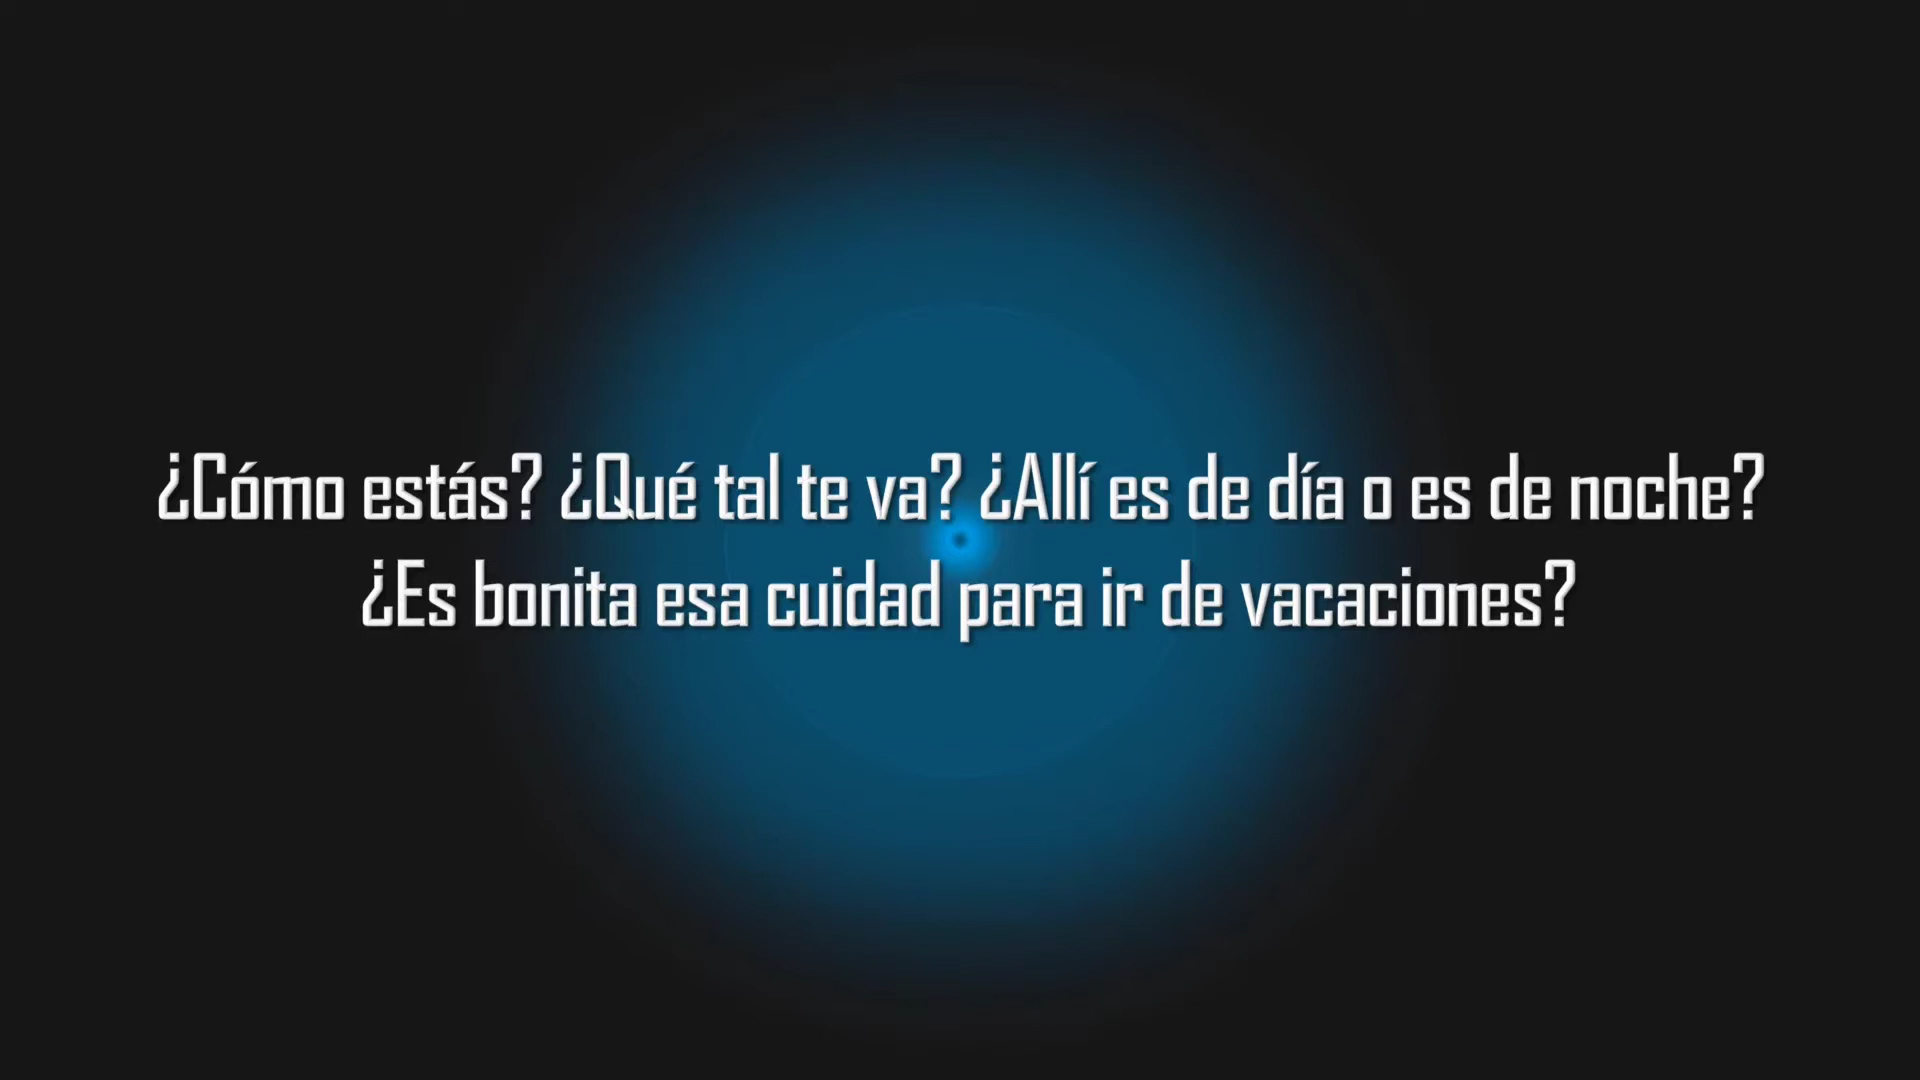 ¿Cómo estás? ¿Qué tal te va? ¿Allí es de día o es de noche?
¿Es bonita esa cuidad para ir de vacaciones?